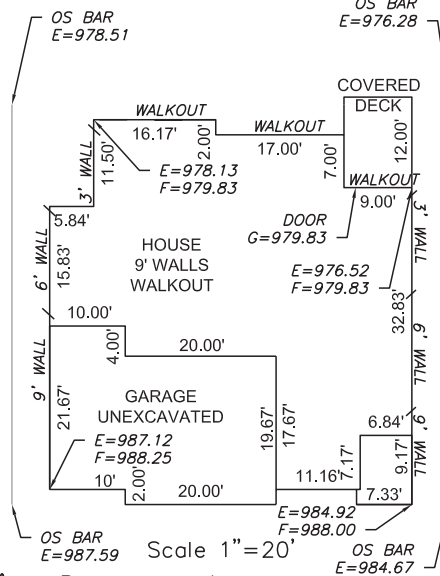 OS BAR
E=978.51
OS BAR
E=976.28
COVERED
DECK
WALKOUT
16.17'
2.00'
WALKOUT
17.00'
7.00'
12.00'
3' WALL
11.50'
E=978.13
F=979.83
WALKOUT
9.00'
5.84'
DOOR
G=979.83
3' WALL
6' WALL
15.83'
HOUSE
9' WALLS
WALKOUT
E=976.52
F=979.83
32.83'
10.00'
4.00'
20.00'
6' WALL
9' WALL
21.67'
GARAGE
UNEXCAVATED
19.67'
17.67'
6.84'
9' WALL
E=987.12
F=988.25
7.17'
9.17'
10'
2.00'
20.00'
11.16'
7.33'
E=984.92
F=988.00
OS BAR
E=987.59
Scale 1"=20'
OS BAR
E=984.67